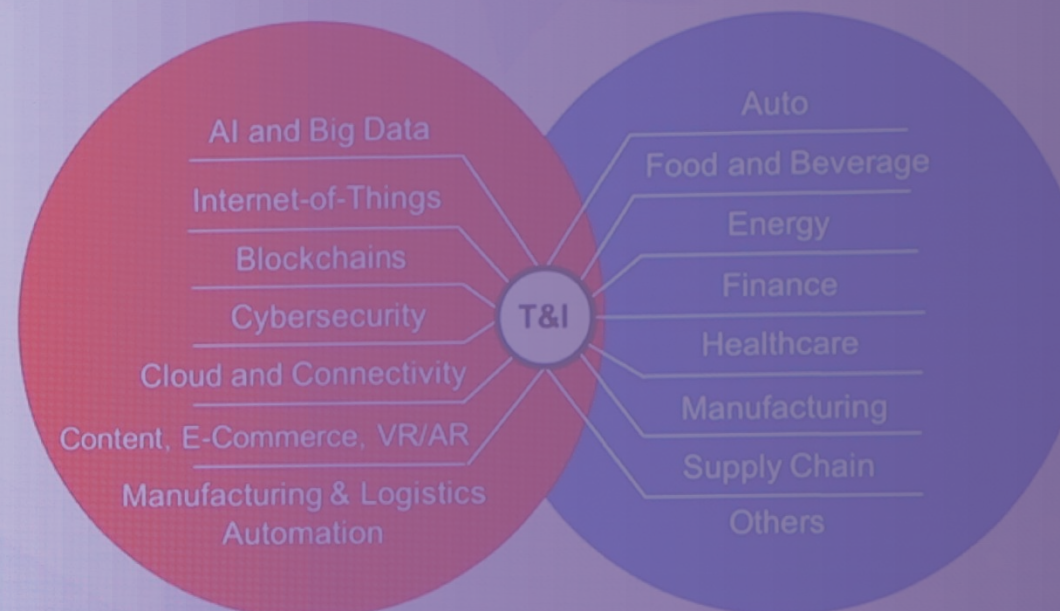 AI and Big Data
Internet-of-Things
Blockchains
Cybersecurity
Cloud and Connectivity
Content, E-Commerce, VR/AR
Manufacturing & Logistics
Automation
T&I
Auto
Food and Beverage
Energy
Finance
Healthcare
Manufacturing
Supply Chain
Others